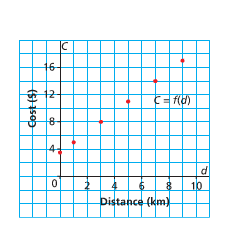 C
16
12
8
4
Cost ($)
C = f(d)
d
0 2 4 6 8 10
Distance (km)